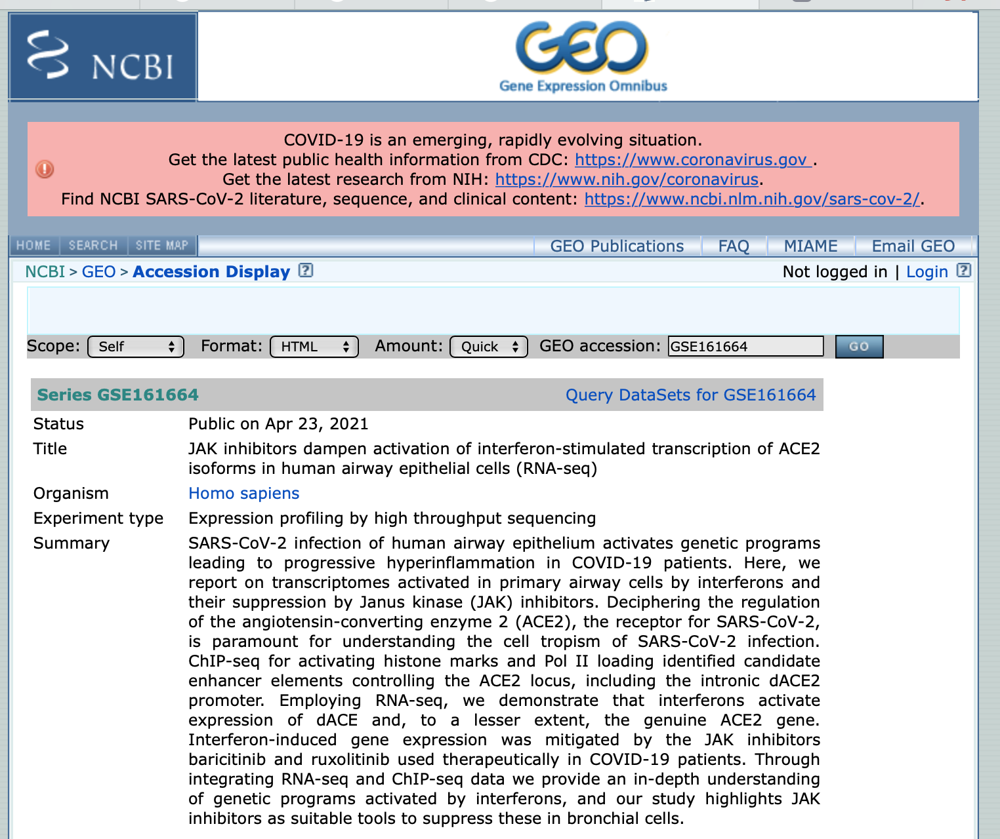 NCBI
GEO
Gene Expression Omnibus
COVID-19 is an emerging, rapidly evolving situation.
Get the latest public health information from CDC: https://www.coronavirus.gov .
Get the latest research from NIH: https://www.nih.gov/coronavirus.
Find NCBI SARS-CoV-2 literature, sequence, and clinical content: https://www.ncbi.nlm.nih.gov/sars-cov-2/.
HOME SEARCH SITE MAP GEO Publications FAQ MIAME Email GEO
NCBI > GEO > Accession Display ? Not logged in | Login ?
Scope: Self Format: HTML Amount: Quick GEO accession: GSE161664 GO
Series GSE161664 Query DataSets for GSE161664
Status Public on Apr 23, 2021
Title JAK inhibitors dampen activation of interferon-stimulated transcription of ACE2
isoforms in human airway epithelial cells (RNA-seq)
Organism Homo sapiens
Experiment type Expression profiling by high throughput sequencing
Summary SARS-CoV-2 infection of human airway epithelium activates genetic programs
leading to progressive hyperinflammation in COVID-19 patients. Here, we
report on transcriptomes activated in primary airway cells by interferons and
their suppression by Janus kinase (JAK) inhibitors. Deciphering the regulation
of the angiotensin-converting enzyme 2 (ACE2), the receptor for SARS-CoV-2,
is paramount for understanding the cell tropism of SARS-CoV-2 infection.
ChIP-seq for activating histone marks and Pol II loading identified candidate
enhancer elements controlling the ACE2 locus, including the intronic dACE2
promoter. Employing RNA-seq, we demonstrate that interferons activate
expression of dACE and, to a lesser extent, the genuine ACE2 gene.
Interferon-induced gene expression was mitigated by the JAK inhibitors
baricitinib and ruxolitinib used therapeutically in COVID-19 patients. Through
integrating RNA-seq and ChIP-seq data we provide an in-depth understanding
of genetic programs activated by interferons, and our study highlights JAK
inhibitors as suitable tools to suppress these in bronchial cells.